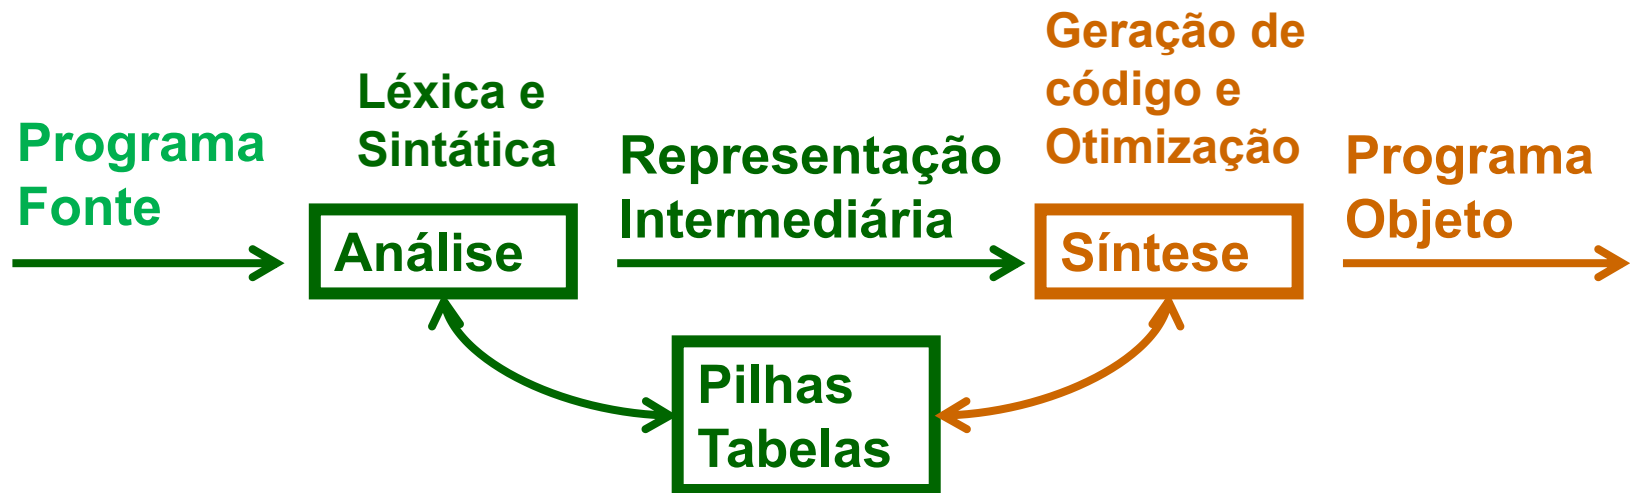 Programa
Fonte
Léxica e
Sintática
Análise
Representação
Intermediária
Geração de
código e
Otimização
Síntese
Programa
Objeto
Pilhas
Tabelas